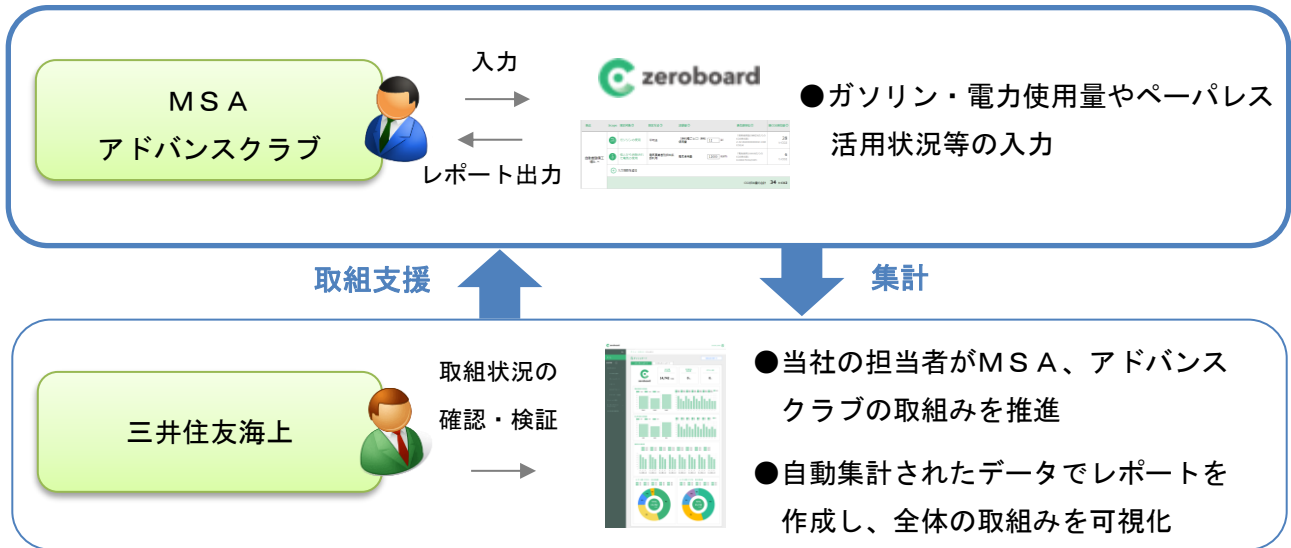 MSA
アドバンスクラブ
入力
レポート出力
zeroboard
34
●ガソリン・電力使用量やペーパレス
活用状況等の入力
取組支援
集計
三井住友海上
取組状況の
確認・検証
zeroboard
●当社の担当者がMSA、アドバンス
クラブの取組みを推進
●自動集計されたデータでレポートを
作成し、全体の取組みを可視化